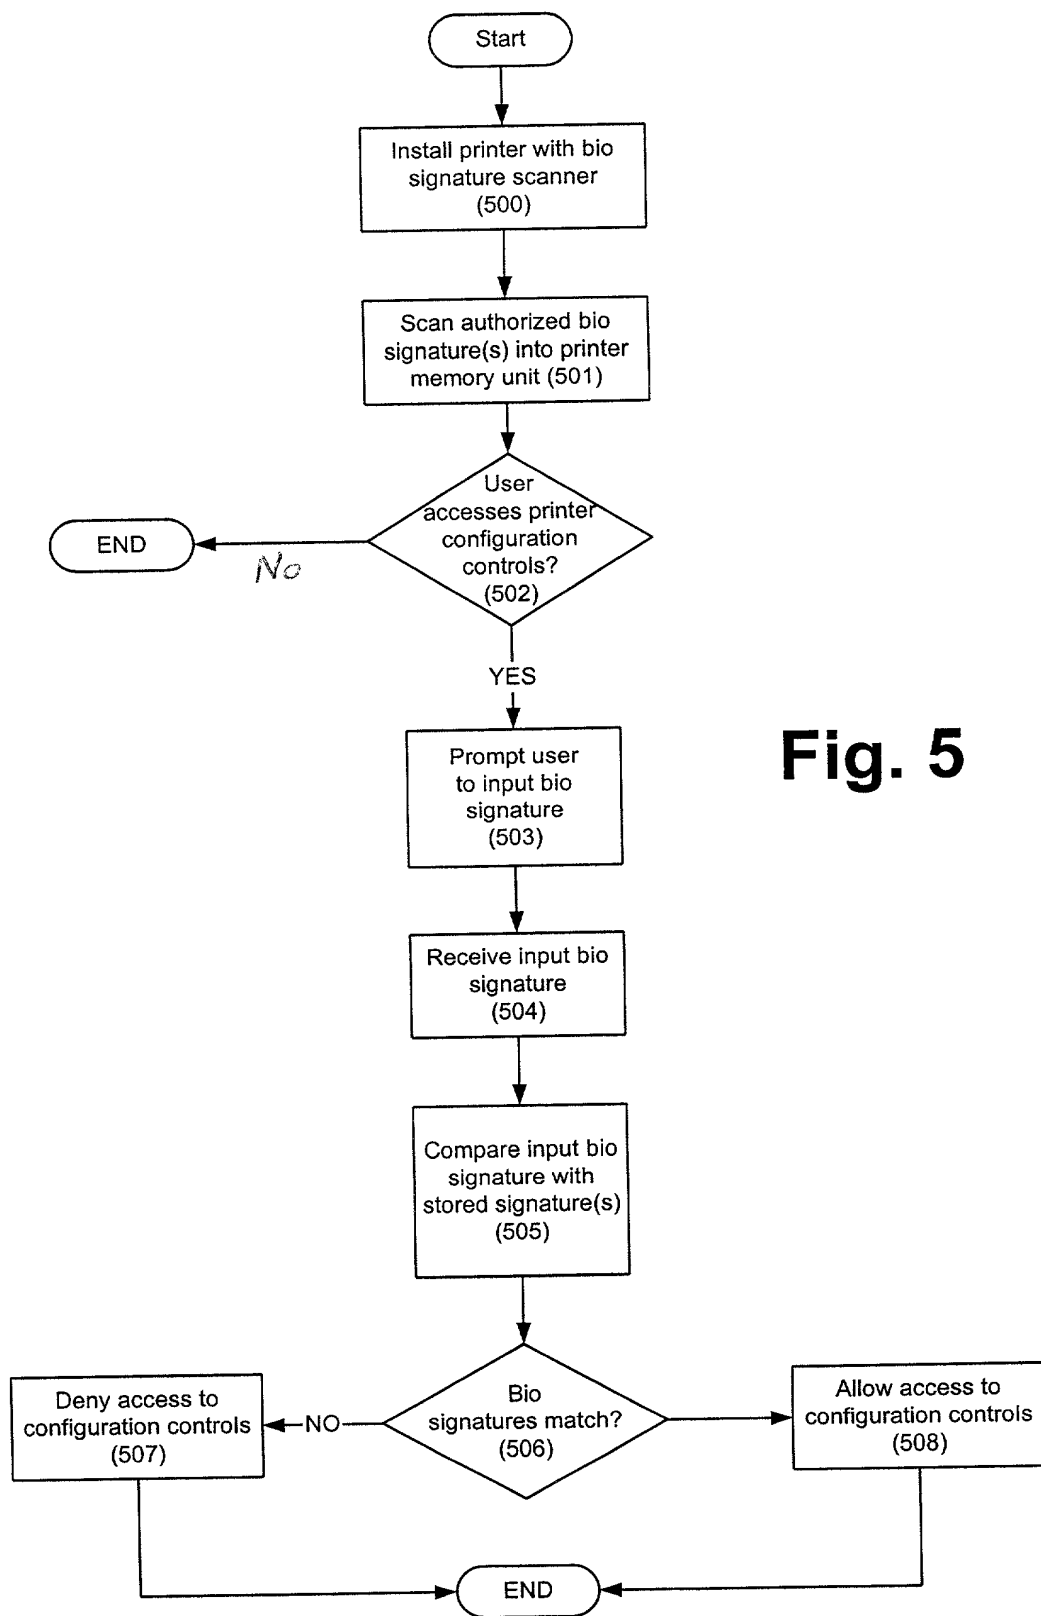 Start
Install printer with bio
signature scanner
(500)
Scan authorized bio
signature(s) into printer
memory unit (501)
User
accesses printer
configuration
controls?
(502)
END
No
YES
Prompt user
to input bio
signature
(503)
Fig. 5
Receive input bio
signature
(504)
Compare input bio
signature with
stored signature(s)
(505)
Bio
signatures match?
(506)
NO
Deny access to
configuration controls
(507)
Allow access to
configuration controls
(508)
END